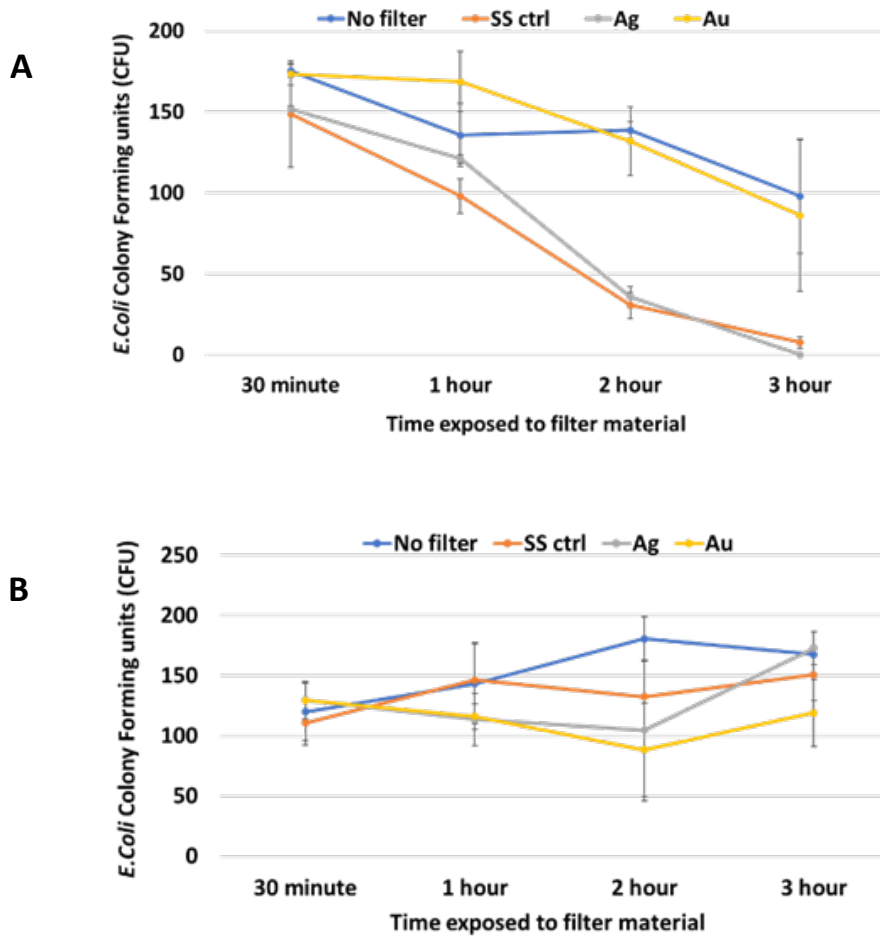 A
No filter SS ctrl Ag Au
E.Coli Colony Forming units (CFU)
200
150
100
50
0
30 minute 1 hour 2 hour 3 hour
Time exposed to filter material
B
No filter SS ctrl Ag Au
E.Coli Colony Forming units (CFU)
250
200
150
100
50
0
30 minute 1 hour 2 hour 3 hour
Time exposed to filter material